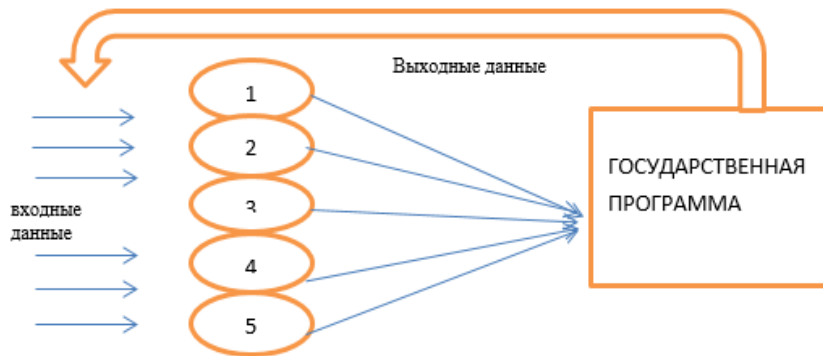 Выходные данные
1
2
3
4
5
входные
данные
ГОСУДАРСТВЕННАЯ
ПРОГРАММА